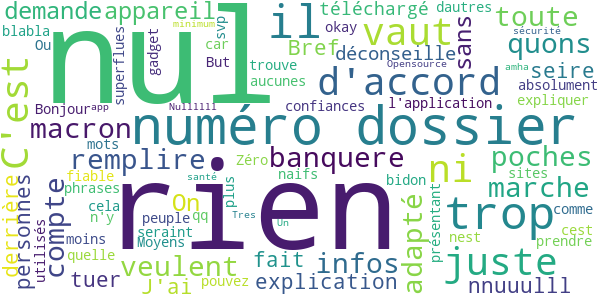 demande appareil
nul
il
téléchargé
okay
dautres
toute
minimum
blabla
Ou
superflues
gadget
svp
car
But
trouve
aucunes
Bref
déconseille
vaut
sans
quons
sécurité
seire
absolument
Opensource
amha
expliquer
C'est
Bonjour
app
Nullllll
confiances
d'accord
l'application
macron
numéro dossier
poches
mots
remplire
Zéro
banquere
ni
sites
marche
fiable
phrases
santé
naifs
bidon
comme
derrière
personnes
utilisés
compte
cela
n'y
On
peuple
qq
plus
rien
Tres
Un
adapté
présentant
trop
nest
cest
prendre
moins
quelle
Moyens
seraint
fait
infos
juste
tuer
veulent
J'ai
pouvez
explication
nnuuulll